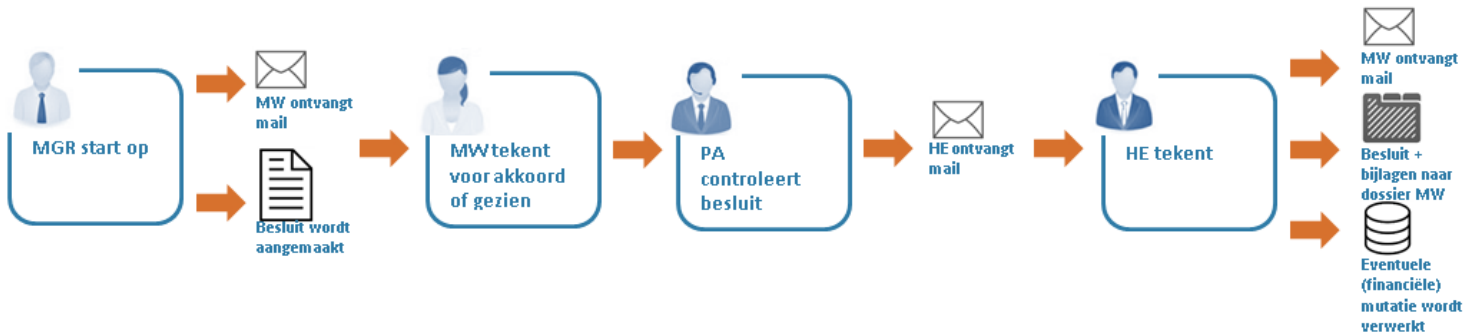 MGR start op
MW ontvangt
mail
Besluit wordt
aangemaakt
MW tekent
voor akkoord
of gezien
PA
controleert
besluit
HE ontvangt
mail
HE tekent
MW ontvangt
mail
Besluit +
bijlagen naar
dossier MW
Eventuele
(financiële)
mutatie wordt
verwerkt